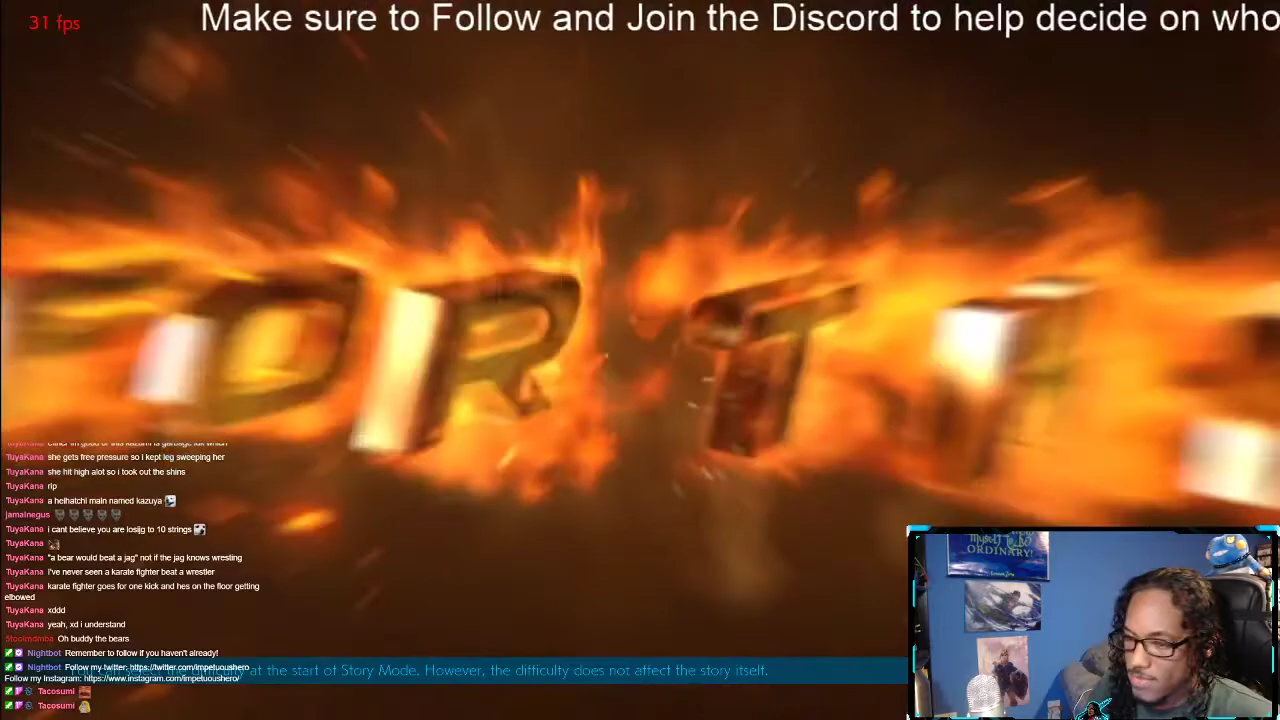 31 fps
Make sure to Follow and Join the Discord to help decide on who
FOR T
TuyaKana she gets free pressure so i kept leg sweeping her
TuyaKana she hit high alot so i took out the shins
TuyaKana rip
TuyaKana a heihatchi main named kazuya
jamalnegus
TuyaKana i cant believe you are losijg to 10 strings
TuyaKana
TuyaKana "a bear would beat a jag" not if the jag knows wresting
TuyaKana I've never seen a karate fighter beat a wrestler
TuyaKana karate fighter goes for one kick and hes on the floor getting
elbowed
TuyaKana xddd
TuyaKana yeah, xd i understand
Oh buddy the bears
Nightbot Remember to follow if you haven't already!
Nightbot Follow my twitter: https://twitter.com/impetuoushero
Follow my Instagram: https://www.instagram.com/impetuoushero/
at the start of Story Mode. However, the difficulty does not affect the story itself.
Tacosumi
Tacosumi
MYSELF TO BO
ORDINARY!